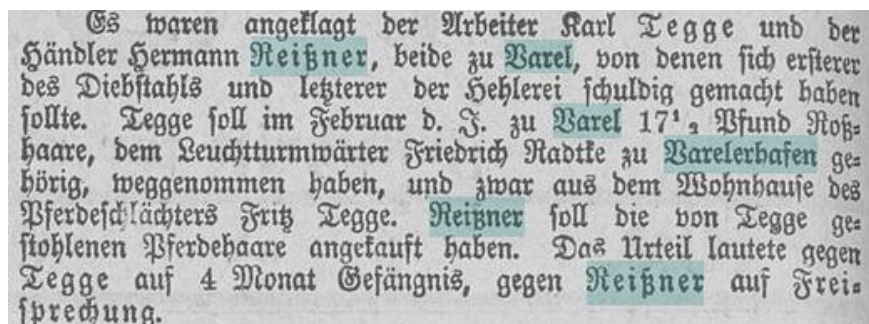 Es waren angeklagt der Arbeiter Karl Tegge und der
Händler Hermann Reißner, beide zu Varel, von denen sich ersterer
des Diebstahls und letzterer der Hehlerei schuldig gemacht haben
sollte. Tegge soll im Februar d. J. zu Varel 17¹⁄₂ Pfund Roß-
haare, dem Leuchtturmwärter Friedrich Radtke zu Varelerhafen ge-
hörig, weggenommen haben, und zwar aus dem Wohnhause des
Pferdeschlächters Fritz Tegge. Reißner soll die von Tegge ge-
stohlenen Pferdehaare angekauft haben. Das Urteil lautete gegen
Tegge auf 4 Monat Gefängnis, gegen Reißner auf Frei-
sprechung.